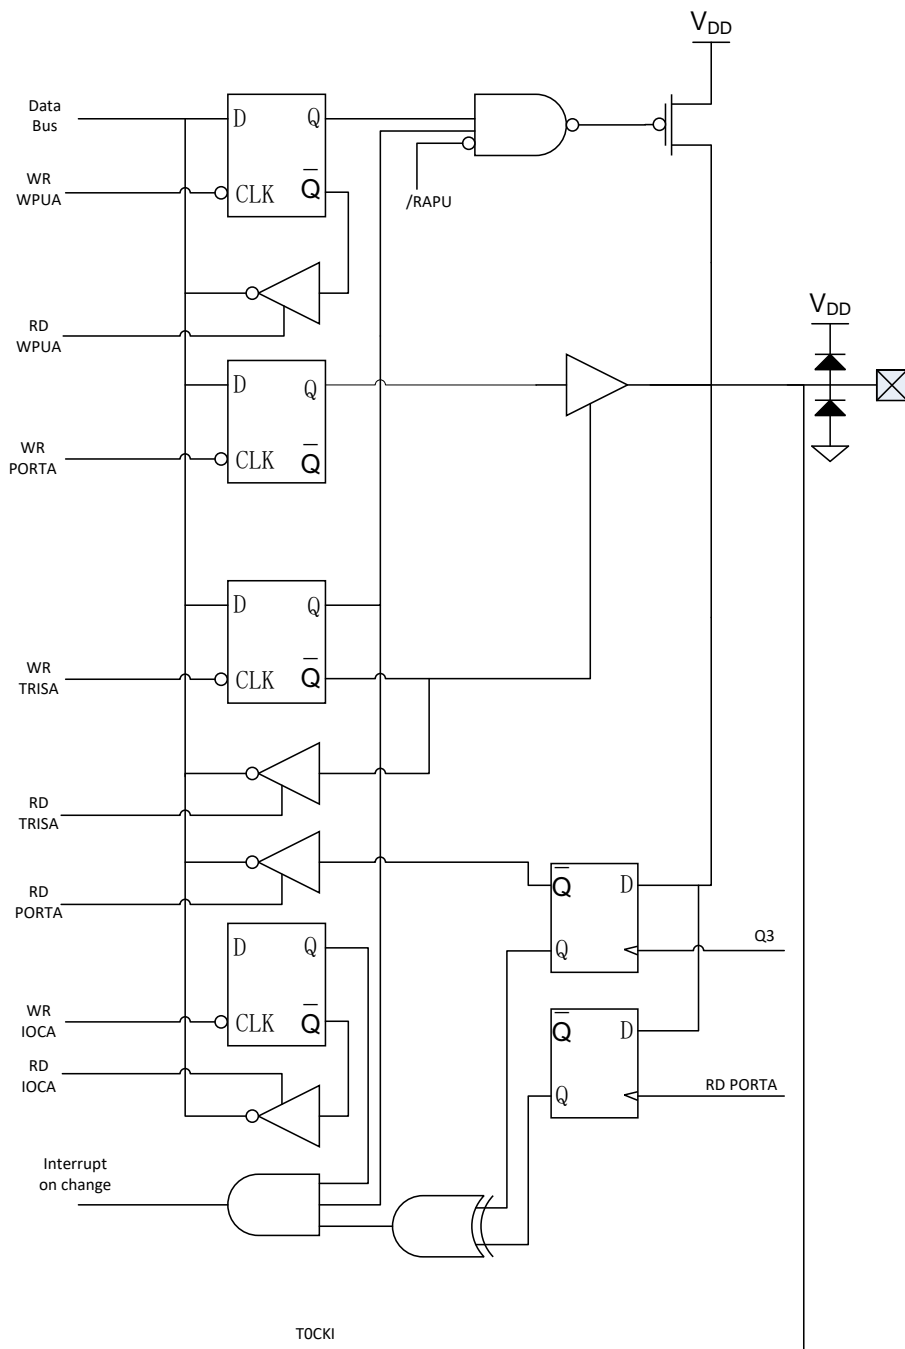 VDD
Data
Bus
D
Q
WR
WPUA
CLK
Q
/RAPU
RD
WPUA
VDD
D
Q
WR
PORTA
CLK
Q
D
Q
WR
TRISA
CLK
Q
RD
TRISA
RD
PORTA
Q
D
Q
Q3
D
Q
WR
IOCA
CLK
Q
Q
D
RD
IOCA
Q
RD PORTA
Interrupt
on change
T0CKI